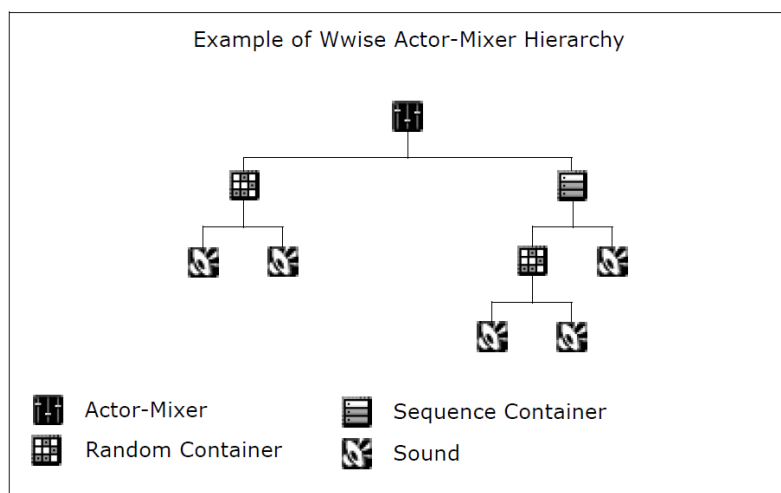 Example of Wwise Actor-Mixer Hierarchy
Actor-Mixer
Sequence Container
Random Container
Sound